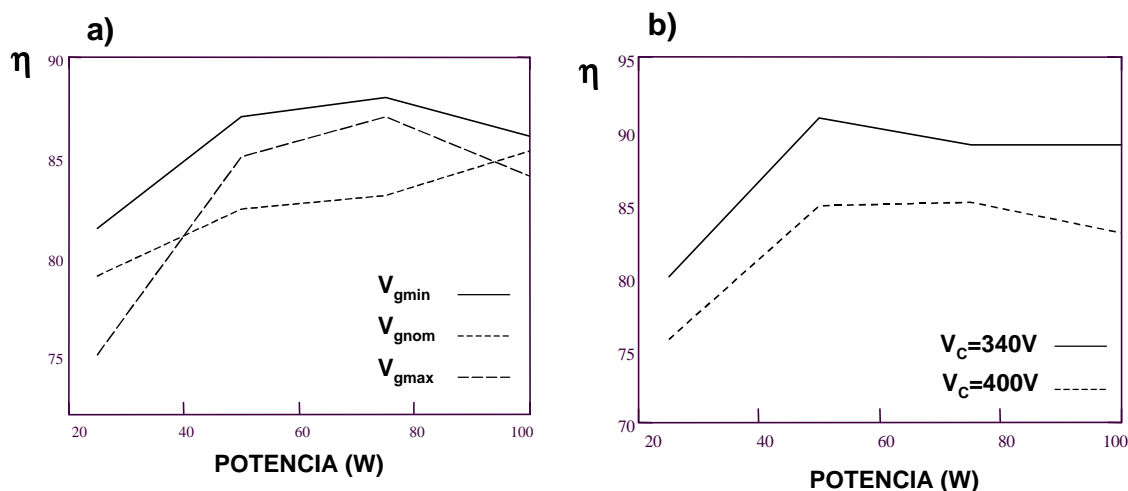 a)
η
90
85
80
75
20
40
60
80
100
V_gmin
V_gnom
V_gmax
POTENCIA (W)
b)
η
95
90
85
80
75
70
20
40
60
80
100
V_C=340V
V_C=400V
POTENCIA (W)